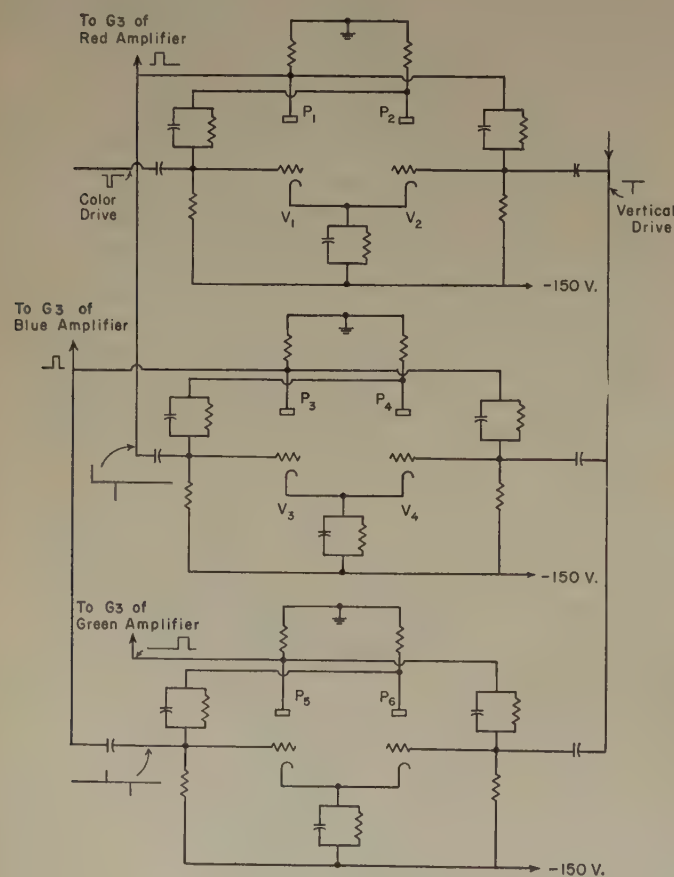 To G3 of
Red Amplifier
P1
P2
Color
Drive
V1
V2
Vertical
Drive
-150 V.
To G3 of
Blue Amplifier
P3
P4
V3
V4
-150 V.
To G3 of
Green Amplifier
P5
P6
-150 V.